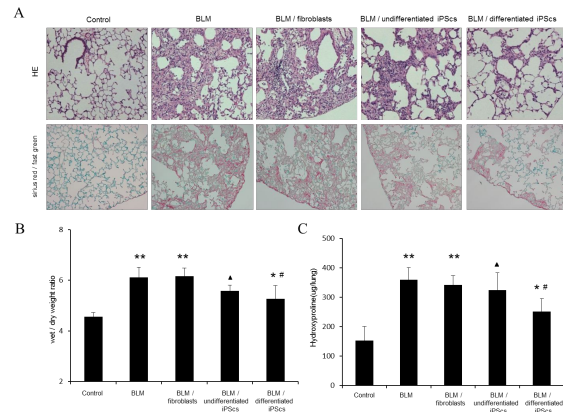 A
Control
BLM
BLM / fibroblasts
BLM / undifferentiated iPScs
BLM / differentiated iPScs
HE
sirius red / fast green
B
wet / dry weight ratio
8
6
4
2
**
**
▲
* #
Control
BLM
BLM / fibroblasts
BLM / undifferentiated iPScs
BLM / differentiated iPScs
C
Hydroxyproline(ug/lung)
500
400
300
200
100
0
**
**
▲
* #
Control
BLM
BLM / fibroblasts
BLM / undifferentiated iPScs
BLM / differentiated iPScs